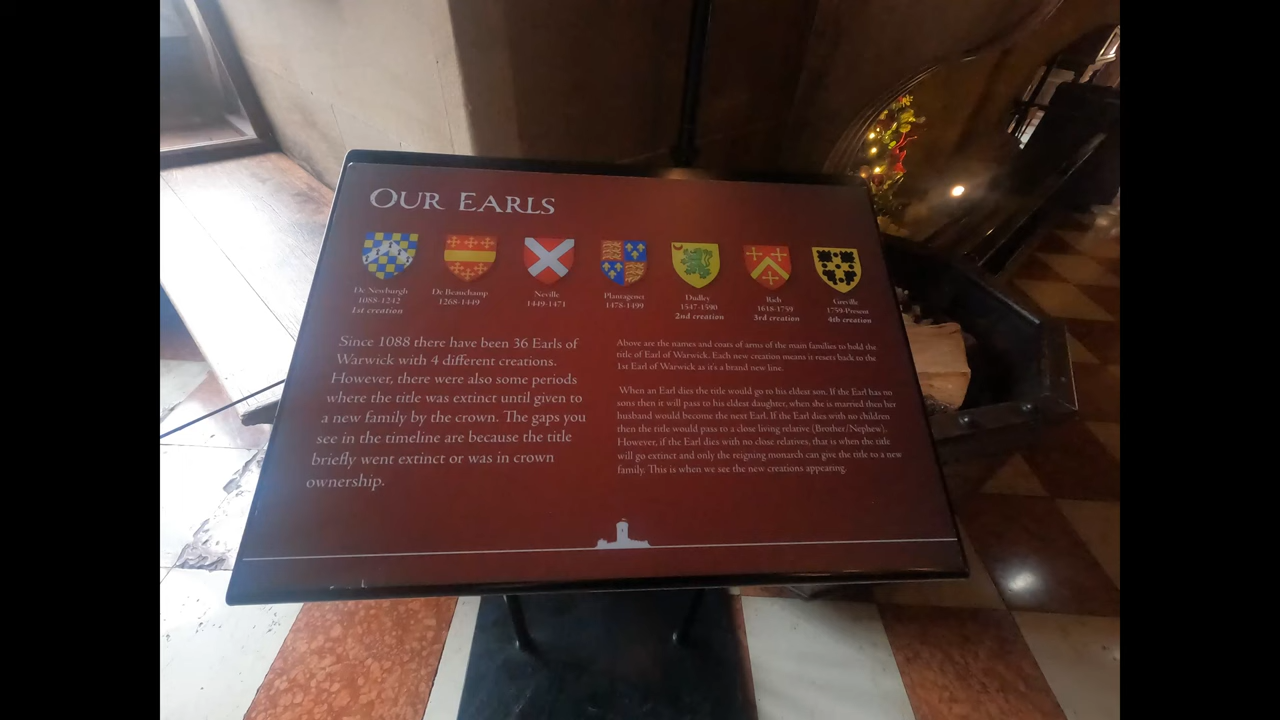 OUR EARLS
De Newburgh
1088-1242
1st creation
De Beauchamp
1268-1449
Neville
1449-1471
Plantagenet
1478-1499
Dudley
1547-1590
2nd creation
Rich
1618-1759
3rd creation
Greville
1759-Present
4th creation
Since 1088 there have been 36 Earls of
Warwick with 4 different creations.
However, there were also some periods
where the title was extinct until given to
a new family by the crown. The gaps you
see in the timeline are because the title
briefly went extinct or was in crown
ownership.
Above are the names and coats of arms of the main families to hold the
title of Earl of Warwick. Each new creation means it resets back to the
1st Earl of Warwick as it's a brand new line.
When an Earl dies the title would go to his eldest son. If the Earl has no
sons then it will pass to his eldest daughter, when she is married then her
husband would become the next Earl. If the Earl dies with no children
then the title would pass to a close living relative (Brother/Nephew).
However, if the Earl dies with no close relatives, that is when the title
will go extinct and only the reigning monarch can give the title to a new
family. This is when we see the new creations appearing.